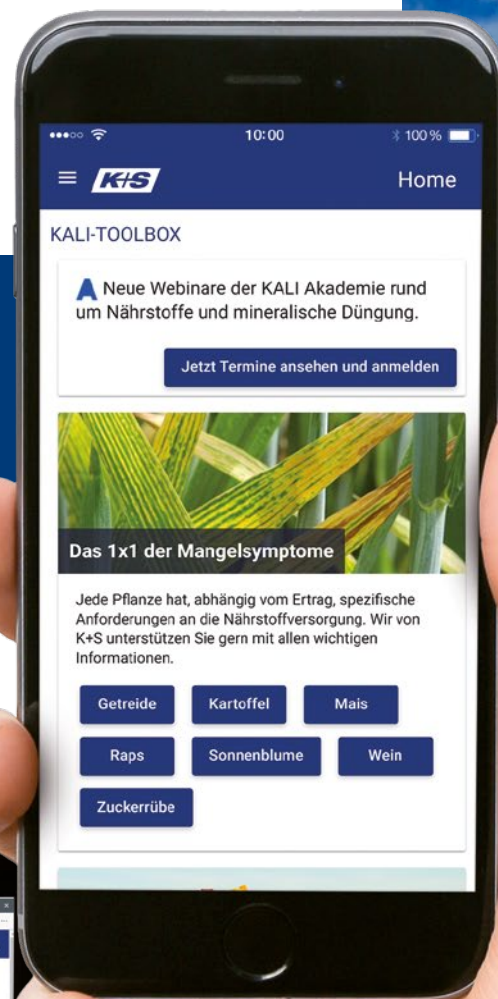 10:00
100 %
K+S
Home
KALI-TOOLBOX
A Neue Webinare der KALI Akademie rund
um Nährstoffe und mineralische Düngung.
Jetzt Termine ansehen und anmelden
Das 1x1 der Mangelsymptome
Jede Pflanze hat, abhängig vom Ertrag, spezifische
Anforderungen an die Nährstoffversorgung. Wir von
K+S unterstützen Sie gern mit allen wichtigen
Informationen.
Getreide
Kartoffel
Mais
Raps
Sonnenblume
Wein
Zuckerrübe